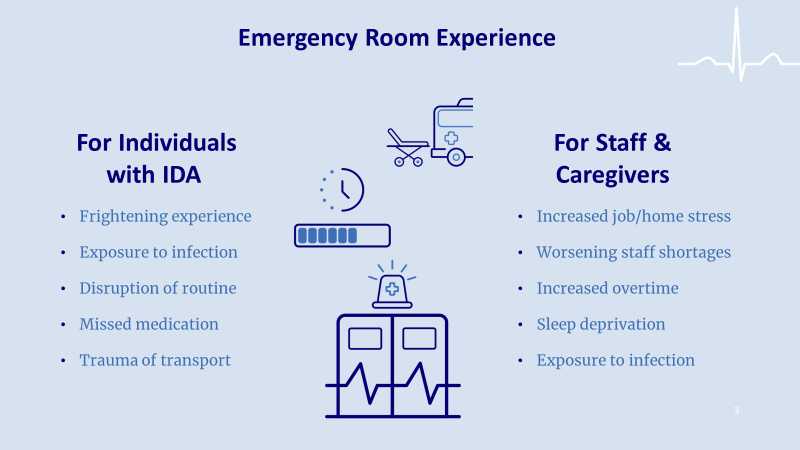 Emergency Room Experience
For Individuals
with IDA
• Frightening experience
• Exposure to infection
• Disruption of routine
• Missed medication
• Trauma of transport
For Staff &
Caregivers
• Increased job/home stress
• Worsening staff shortages
• Increased overtime
• Sleep deprivation
• Exposure to infection
3